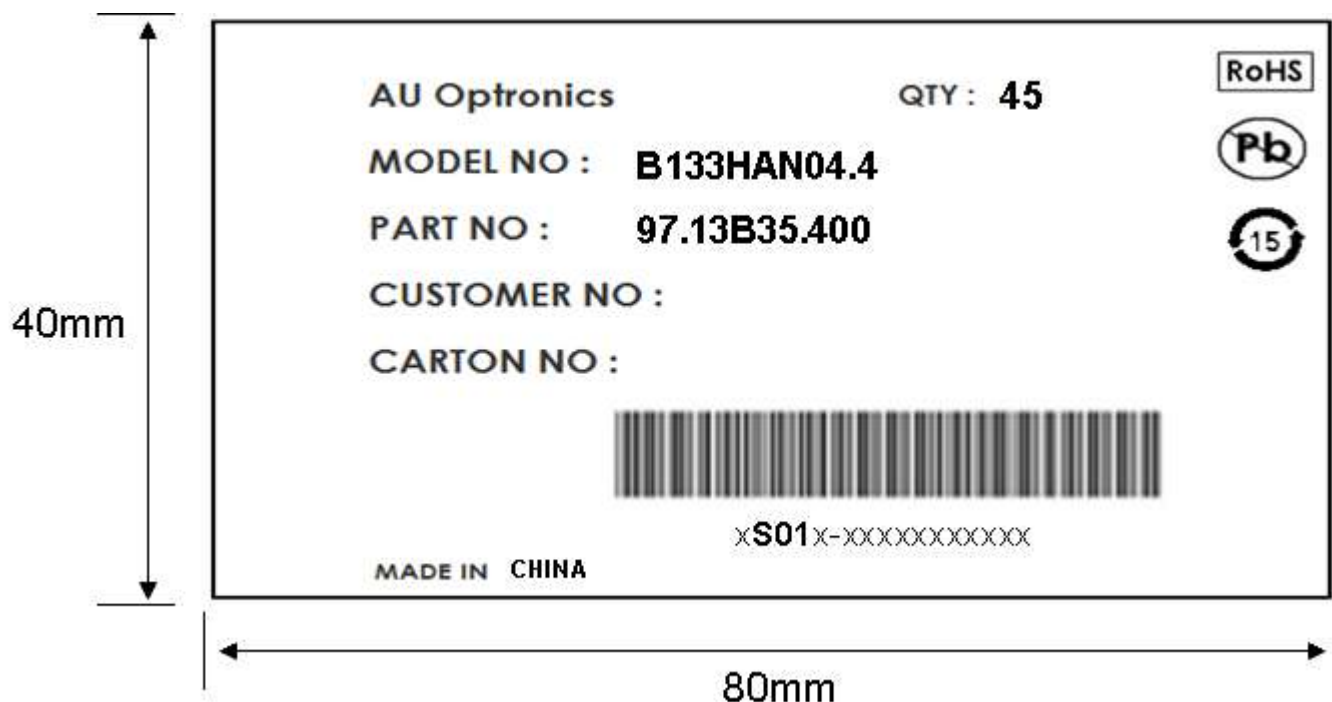 AU Optronics QTY : 45 RoHS
MODEL NO : B133HAN04.4 Pb
PART NO : 97.13B35.400 15
CUSTOMER NO :
40mm
CARTON NO :
xS01x-xxxxxxxxxxx
MADE IN CHINA
80mm